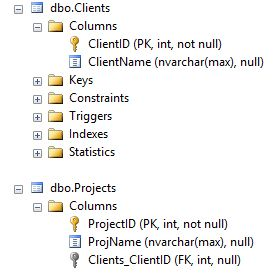 dbo.Clients
Columns
ClientID (PK, int, not null)
ClientName (nvarchar(max), null)
Keys
Constraints
Triggers
Indexes
Statistics
dbo.Projects
Columns
ProjectID (PK, int, not null)
ProjName (nvarchar(max), null)
Clients_ClientID (FK, int, null)